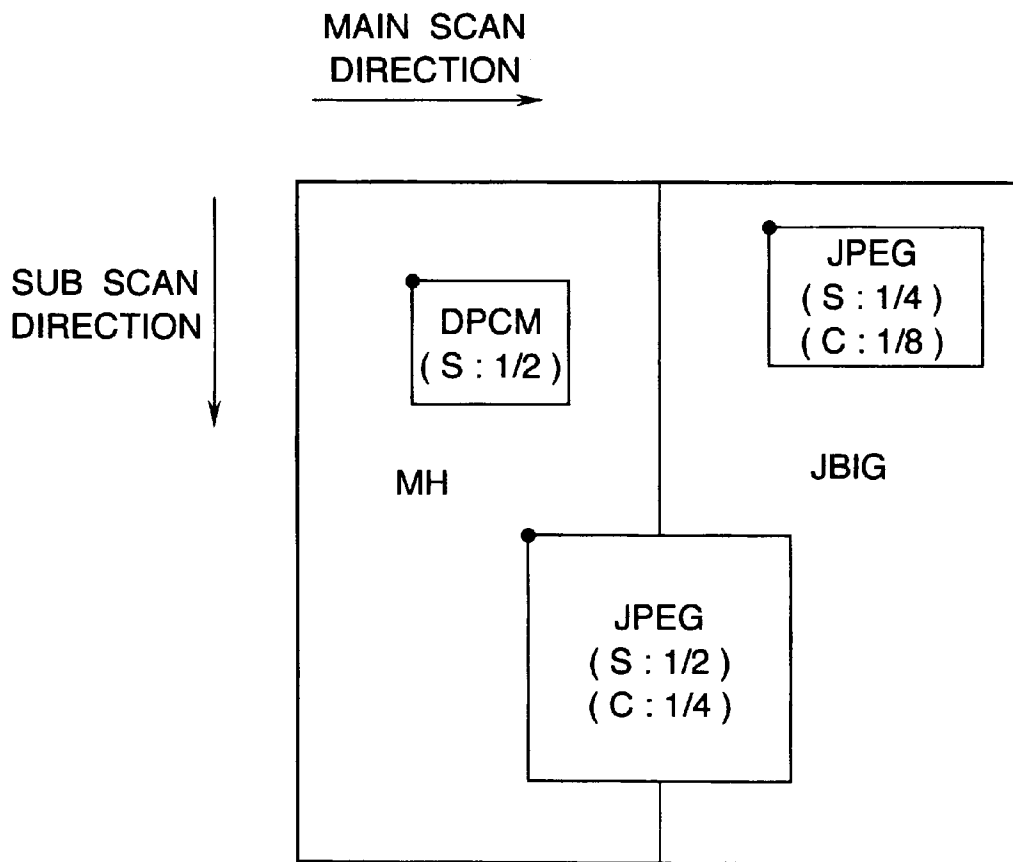 MAIN SCAN
DIRECTION
SUB SCAN
DIRECTION
DPCM
( S : 1/2 )
JPEG
( S : 1/4 )
( C : 1/8 )
MH
JBIG
JPEG
( S : 1/2 )
( C : 1/4 )